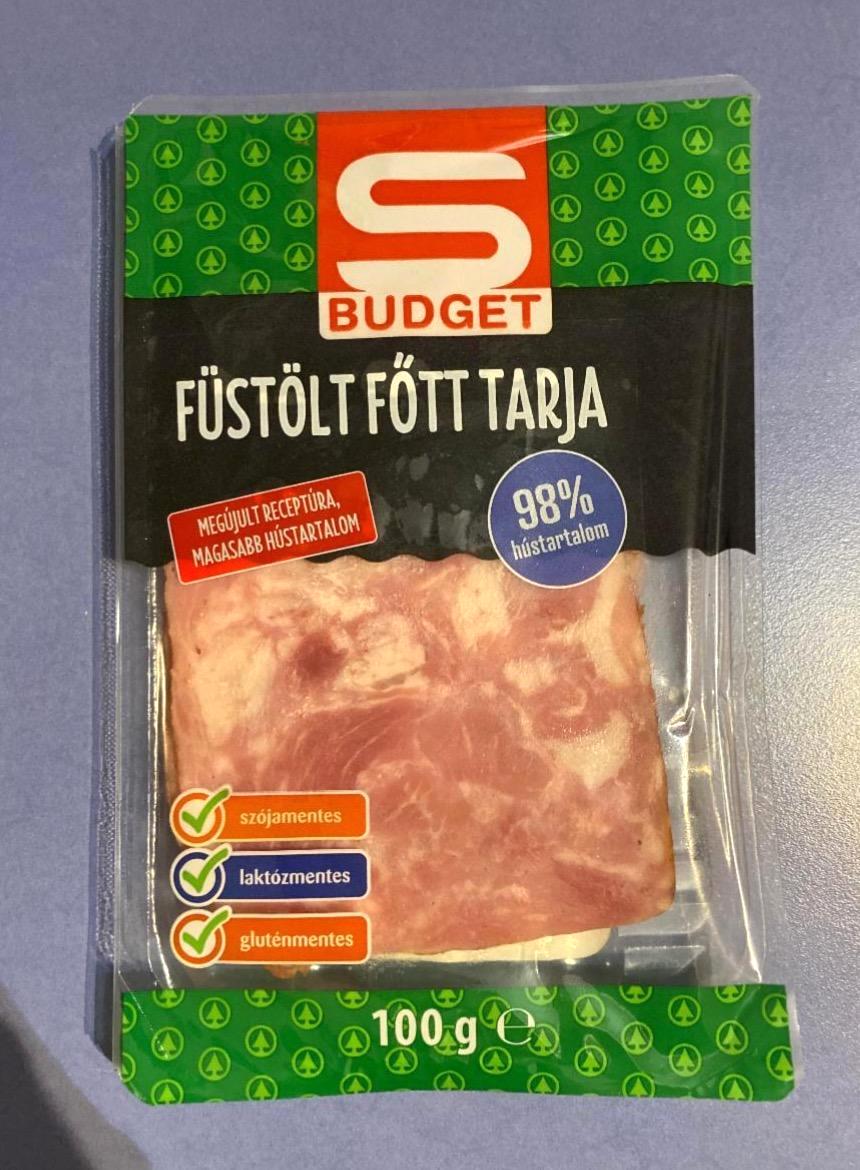 S
BUDGET
FÜSTÖLT FŐTT TARJA
MEGÚJULT RECEPTÚRA,
MAGASABB HÚSTARTALOM
98%
hústartalom
szójamentes
laktózmentes
gluténmentes
100 g ℮